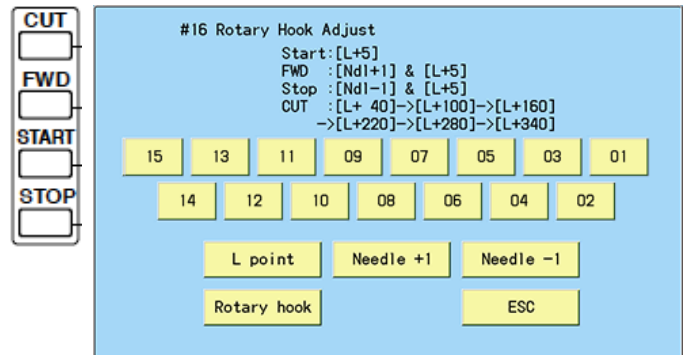 CUT
FWD
START
STOP
#16 Rotary Hook Adjust
Start:[L+5]
FWD :[Ndl+1] & [L+5]
Stop :[Ndl-1] & [L+5]
CUT :[L+ 40]->[L+100]->[L+160]
->[L+220]->[L+280]->[L+340]
15 13 11 09 07 05 03 01
14 12 10 08 06 04 02
L point Needle +1 Needle -1
Rotary hook ESC